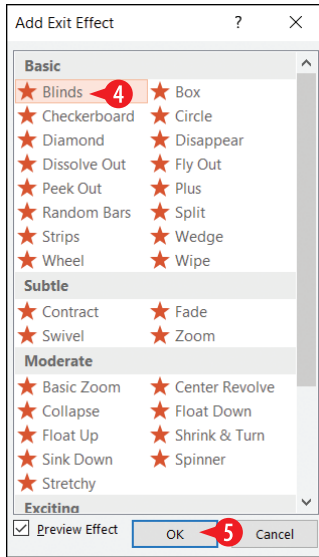 Add Exit Effect ? ×
Basic
Blinds 4 Box
Checkerboard Circle
Diamond Disappear
Dissolve Out Fly Out
Peek Out Plus
Random Bars Split
Strips Wedge
Wheel Wipe
Subtle
Contract Fade
Swivel Zoom
Moderate
Basic Zoom Center Revolve
Collapse Float Down
Float Up Shrink & Turn
Sink Down Spinner
Stretchy
Exciting
Preview Effect OK 5 Cancel